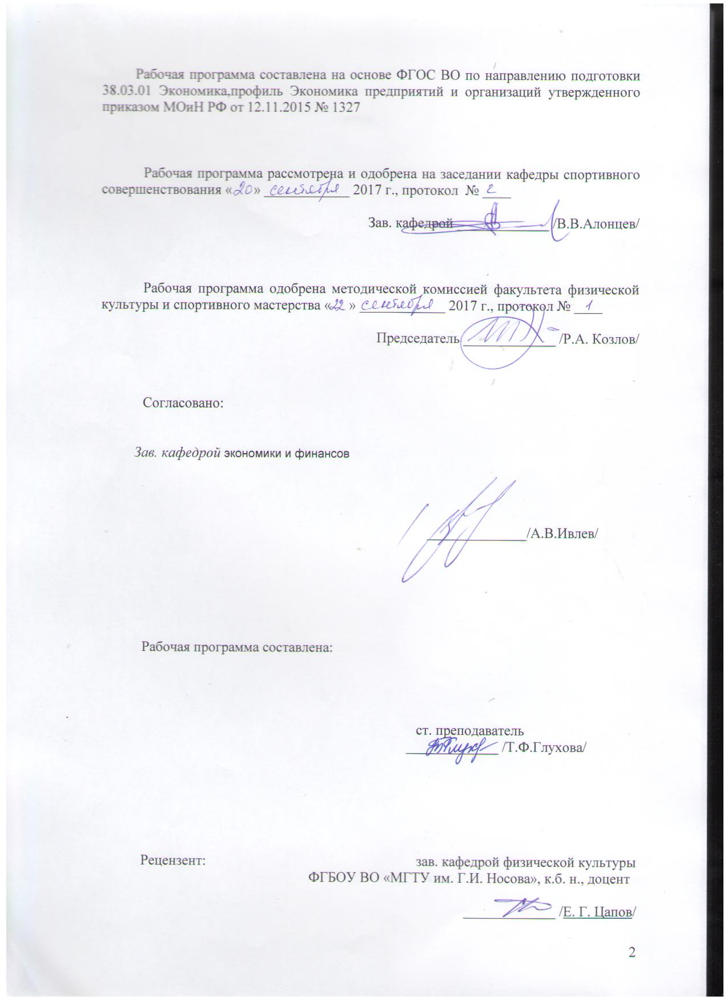 Рабочая программа составлена на основе ФГОС ВО по направлению подготовки
38.03.01 Экономика,профиль Экономика предприятий и организаций утвержденного
приказом МОиН РФ от 12.11.2015 № 1327
Рабочая программа рассмотрена и одобрена на заседании кафедры спортивного
совершенствования «20» сентября 2017 г., протокол № 2
Зав. кафедрой ____________ /В.В.Алонцев/
Рабочая программа одобрена методической комиссией факультета физической
культуры и спортивного мастерства «22 » сентября 2017 г., протокол № 1
Председатель ____________ /Р.А. Козлов/
Согласовано:
Зав. кафедрой экономики и финансов
______________/А.В.Ивлев/
Рабочая программа составлена:
ст. преподаватель
_____________ /Т.Ф.Глухова/
Рецензент: зав. кафедрой физической культуры
ФГБОУ ВО «МГТУ им. Г.И. Носова», к.б. н., доцент
_____________ /Е. Г. Цапов/
2